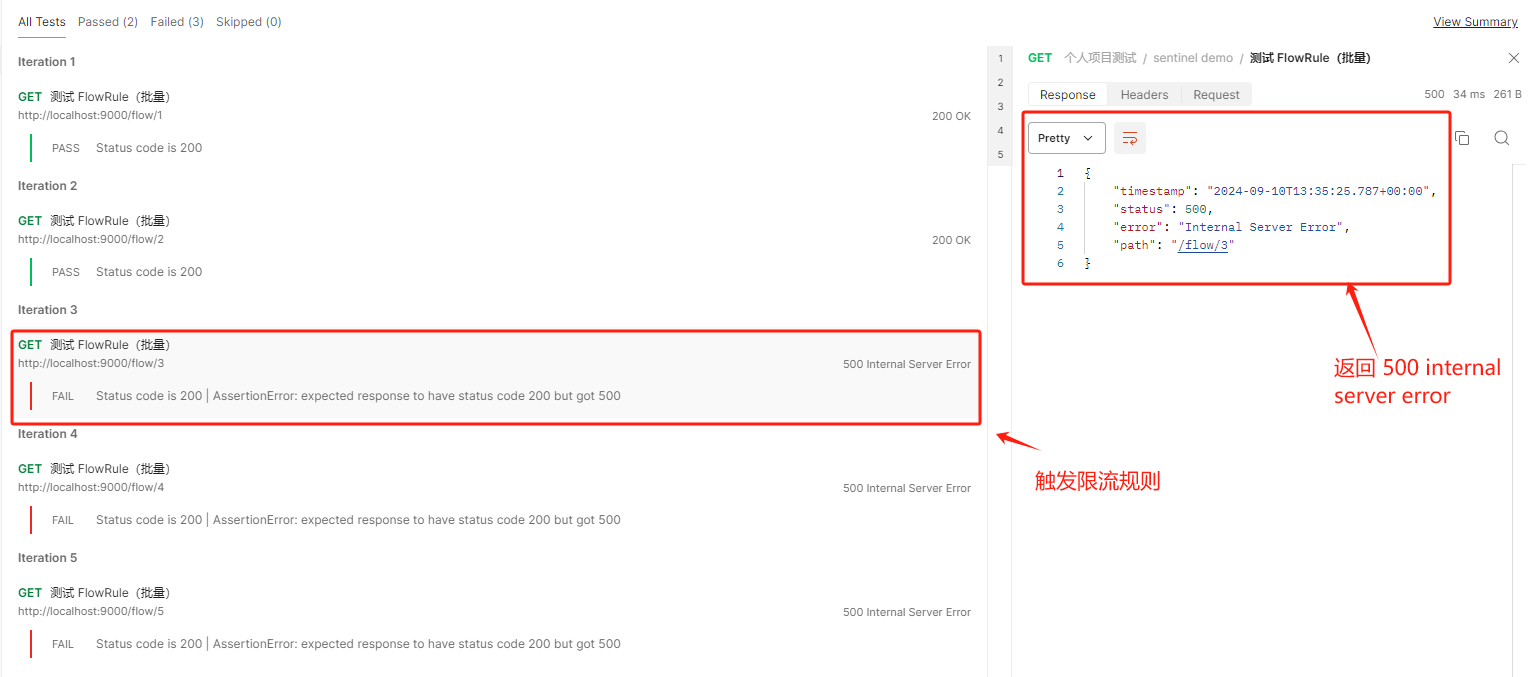 All Tests Passed (2) Failed (3) Skipped (0) View Summary
Iteration 1
GET 测试 FlowRule（批量）
http://localhost:9000/flow/1
200 OK
PASS Status code is 200
Iteration 2
GET 测试 FlowRule（批量）
http://localhost:9000/flow/2
200 OK
PASS Status code is 200
Iteration 3
GET 测试 FlowRule（批量）
http://localhost:9000/flow/3
500 Internal Server Error
FAIL Status code is 200 | AssertionError: expected response to have status code 200 but got 500
Iteration 4
GET 测试 FlowRule（批量）
http://localhost:9000/flow/4
500 Internal Server Error
FAIL Status code is 200 | AssertionError: expected response to have status code 200 but got 500
Iteration 5
GET 测试 FlowRule（批量）
http://localhost:9000/flow/5
500 Internal Server Error
FAIL Status code is 200 | AssertionError: expected response to have status code 200 but got 500
1
2
3
4
5
GET 个人项目测试 / sentinel demo / 测试 FlowRule（批量）
Response Headers Request 500 34 ms 261 B
Pretty
1 {
2 "timestamp": "2024-09-10T13:35:25.787+00:00",
3 "status": 500,
4 "error": "Internal Server Error",
5 "path": "/flow/3"
6 }
返回 500 internal
server error
触发限流规则